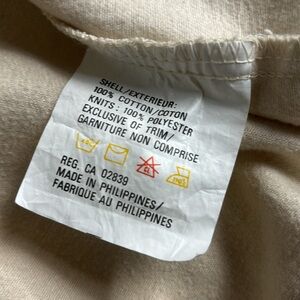 SHELL/EXTERIEUR:
100% COTTON/COTON
KNITS: 100% POLYESTER
EXCLUSIVE OF TRIM/
GARNITURE NON COMPRISE
REG. CA 02839
MADE IN PHILIPPINES/
FABRIQUE AU PHILIPPINES